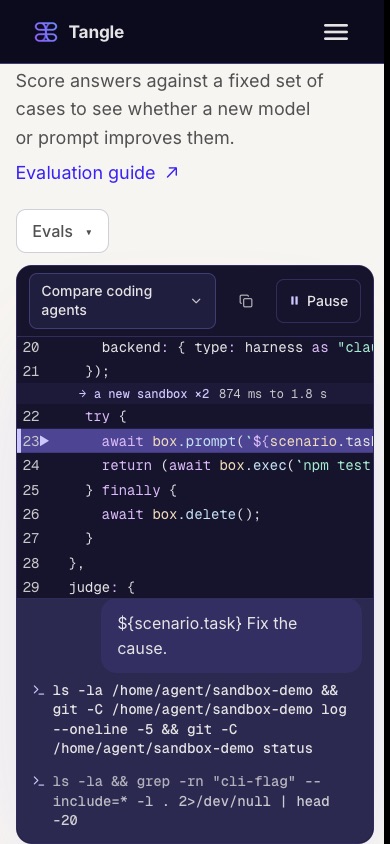 Tangle
Score answers against a fixed set of
cases to see whether a new model
or prompt improves them.
Evaluation guide ↗
Evals ▾
Compare coding
agents
Pause
20 backend: { type: harness as "clau
21 });
→ a new sandbox ×2 874 ms to 1.8 s
22 try {
23 await box.prompt(`${scenario.task
24 return (await box.exec(`npm test
25 } finally {
26 await box.delete();
27 }
28 },
29 judge: {
${scenario.task} Fix the
cause.
ls -la /home/agent/sandbox-demo &&
git -C /home/agent/sandbox-demo log
--oneline -5 && git -C
/home/agent/sandbox-demo status
ls -la && grep -rn "cli-flag" --
include=* -l . 2>/dev/null | head
-20